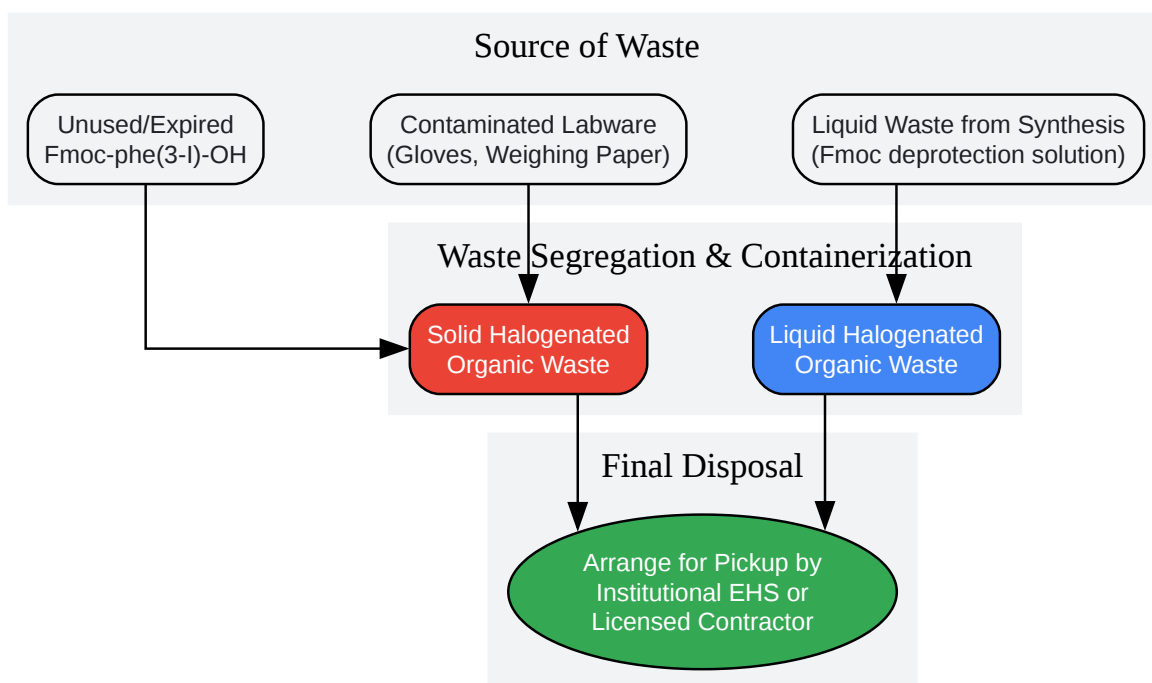 Source of Waste
Unused/Expired
Fmoc-phe(3-I)-OH
Contaminated Labware
(Gloves, Weighing Paper)
Liquid Waste from Synthesis
(Fmoc deprotection solution)
Waste Segregation & Containerization
Solid Halogenated
Organic Waste
Liquid Halogenated
Organic Waste
Final Disposal
Arrange for Pickup by
Institutional EHS or
Licensed Contractor